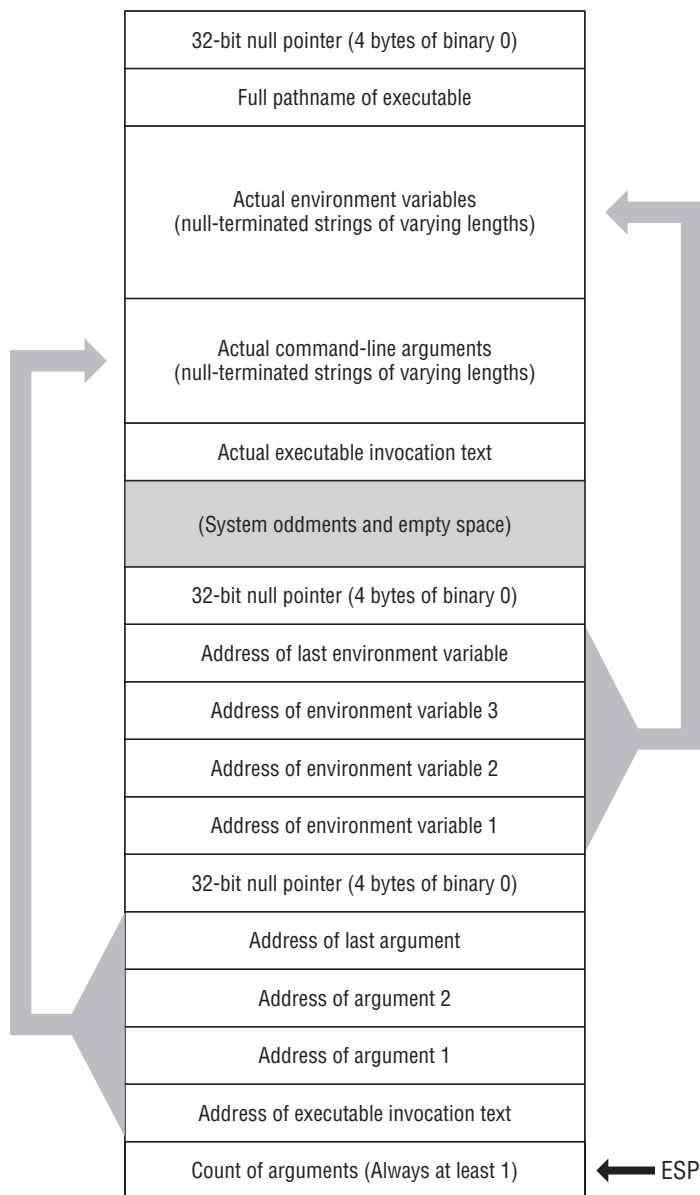 32-bit null pointer (4 bytes of binary 0)
Full pathname of executable
Actual environment variables
(null-terminated strings of varying lengths)
Actual command-line arguments
(null-terminated strings of varying lengths)
Actual executable invocation text
(System oddments and empty space)
32-bit null pointer (4 bytes of binary 0)
Address of last environment variable
Address of environment variable 3
Address of environment variable 2
Address of environment variable 1
32-bit null pointer (4 bytes of binary 0)
Address of last argument
Address of argument 2
Address of argument 1
Address of executable invocation text
Count of arguments (Always at least 1)
ESP